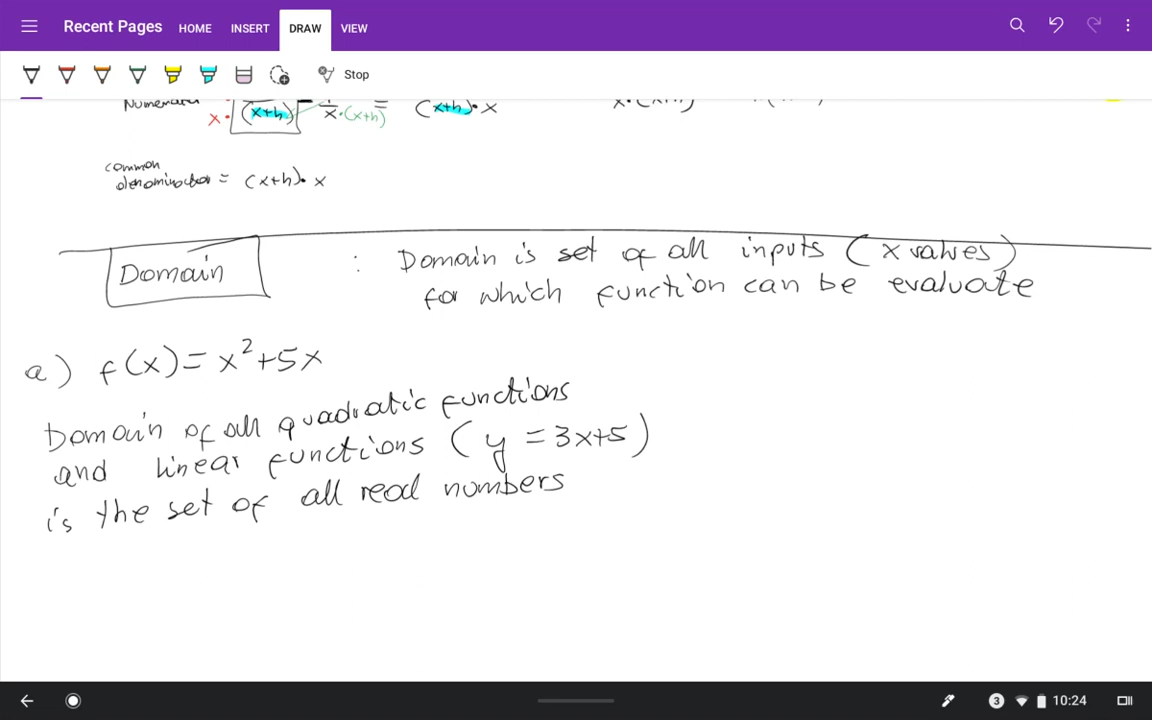 Recent Pages HOME INSERT DRAW VIEW
Stop
x• (x+h) x•(x+h) = (x+h)• x
common
denominator = (x+h)• x
Domain : Domain is set of all inputs (x values)
for which function can be evaluate
a) f(x) = x²+5x
Domain of all quadratic functions
and linear functions (y = 3x+5)
is the set of all real numbers
3 10:24